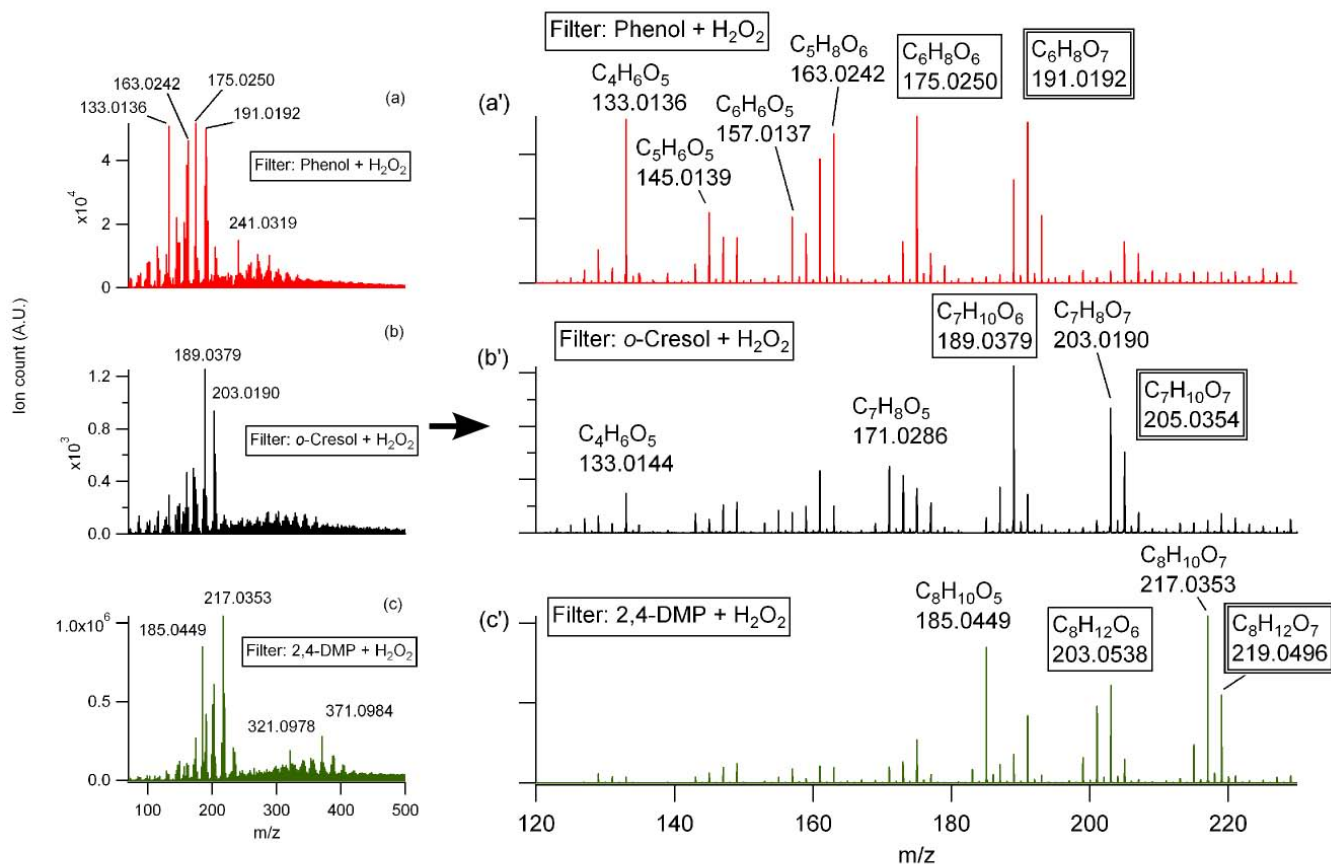 Ion count (A.U.)
(a)
163.0242
175.0250
133.0136
191.0192
Filter: Phenol + H₂O₂
241.0319
x10⁴
4
2
0
(b)
189.0379
203.0190
Filter: o-Cresol + H₂O₂
x10³
1.2
0.8
0.4
0.0
(c)
217.0353
185.0449
Filter: 2,4-DMP + H₂O₂
321.0978
371.0984
1.0x10⁶
0.5
0.0
100
200
300
400
500
m/z
(a')
Filter: Phenol + H₂O₂
C₄H₆O₅
133.0136
C₅H₆O₅
145.0139
C₆H₆O₅
157.0137
C₅H₈O₆
163.0242
C₆H₈O₆
175.0250
C₆H₈O₇
191.0192
(b')
Filter: o-Cresol + H₂O₂
C₄H₆O₅
133.0144
C₇H₈O₅
171.0286
C₇H₁₀O₆
189.0379
C₇H₈O₇
203.0190
C₇H₁₀O₇
205.0354
(c')
Filter: 2,4-DMP + H₂O₂
C₈H₁₀O₅
185.0449
C₈H₁₂O₆
203.0538
C₈H₁₀O₇
217.0353
C₈H₁₂O₇
219.0496
120
140
160
180
200
220
m/z